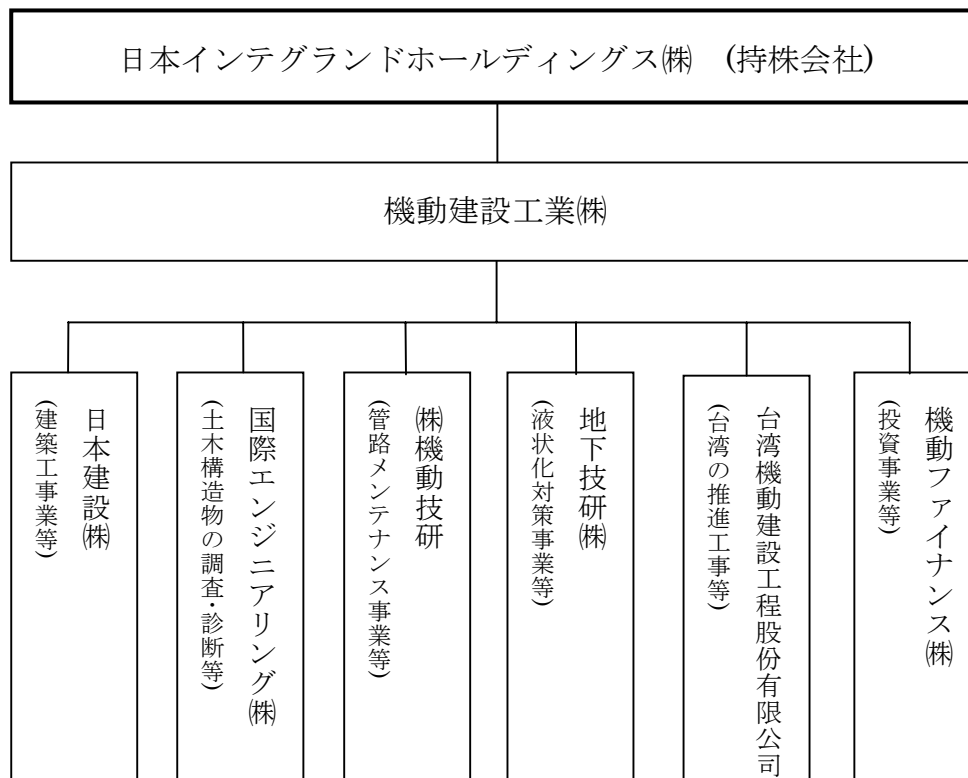 日本インテグランドホールディングス㈱ (持株会社)
機動建設工業㈱
日本建設㈱
(建築工事業等)
国際エンジニアリング㈱
(土木構造物の調査・診断等)
㈱機動技研
(管路メンテナンス事業等)
地下技研㈱
(液状化対策事業等)
台湾機動建設工程股份有限公司
(台湾の推進工事等)
機動ファイナンス㈱
(投資事業等)